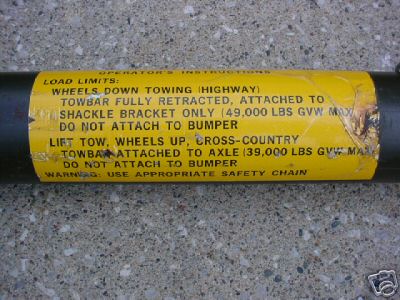 OPERATOR'S INSTRUCTIONS
LOAD LIMITS:
WHEELS DOWN TOWING (HIGHWAY)
TOWBAR FULLY RETRACTED, ATTACHED TO
SHACKLE BRACKET ONLY (49,000 LBS GVW MAX)
DO NOT ATTACH TO BUMPER
LIFT TOW, WHEELS UP, CROSS-COUNTRY
TOWBAR ATTACHED TO AXLE (39,000 LBS GVW MAX)
DO NOT ATTACH TO BUMPER
WARNING: USE APPROPRIATE SAFETY CHAIN
ebay